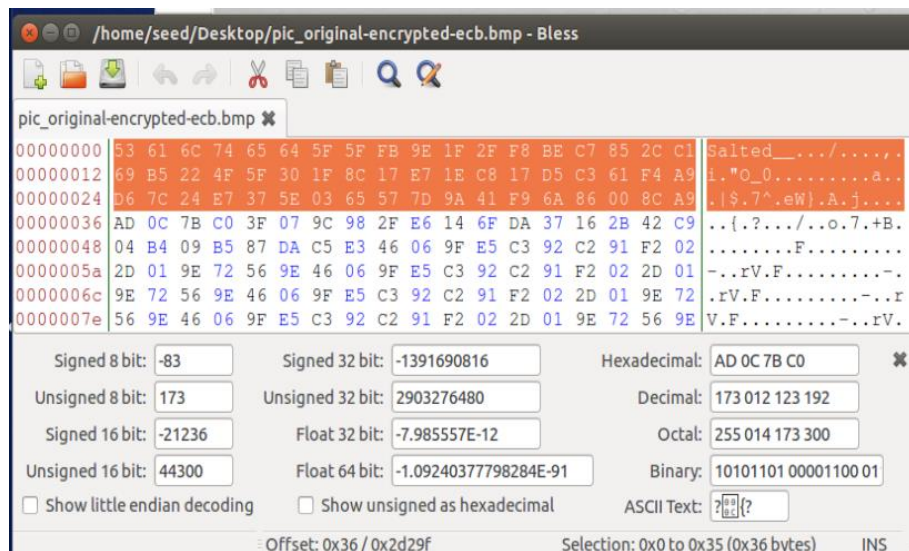 /home/seed/Desktop/pic_original-encrypted-ecb.bmp - Bless
pic_original-encrypted-ecb.bmp
00000000 53 61 6C 74 65 64 5F 5F FB 9E 1F 2F F8 BE C7 85 2C C1 Salted__.../....,.
00000012 69 B5 22 4F 5F 30 1F 8C 17 E7 1E C8 17 D5 C3 61 F4 A9 i."O_0.........a..
00000024 D6 7C 24 E7 37 5E 03 65 57 7D 9A 41 F9 6A 86 00 8C A9 .|$.7^.eW}.A.j....
00000036 AD 0C 7B C0 3F 07 9C 98 2F E6 14 6F DA 37 16 2B 42 C9 ..{.?.../..o.7.+B.
00000048 04 B4 09 B5 87 DA C5 E3 46 06 9F E5 C3 92 C2 91 F2 02 ........F.........
0000005a 2D 01 9E 72 56 9E 46 06 9F E5 C3 92 C2 91 F2 02 2D 01 -..rV.F.........-.
0000006c 9E 72 56 9E 46 06 9F E5 C3 92 C2 91 F2 02 2D 01 9E 72 .rV.F.........-..r
0000007e 56 9E 46 06 9F E5 C3 92 C2 91 F2 02 2D 01 9E 72 56 9E V.F.........-..rV.
Signed 8 bit: -83 Signed 32 bit: -1391690816 Hexadecimal: AD 0C 7B C0
Unsigned 8 bit: 173 Unsigned 32 bit: 2903276480 Decimal: 173 012 123 192
Signed 16 bit: -21236 Float 32 bit: -7.985557E-12 Octal: 255 014 173 300
Unsigned 16 bit: 44300 Float 64 bit: -1.09240377798284E-91 Binary: 10101101 00001100 01
Show little endian decoding Show unsigned as hexadecimal ASCII Text: ?{?
Offset: 0x36 / 0x2d29f Selection: 0x0 to 0x35 (0x36 bytes) INS